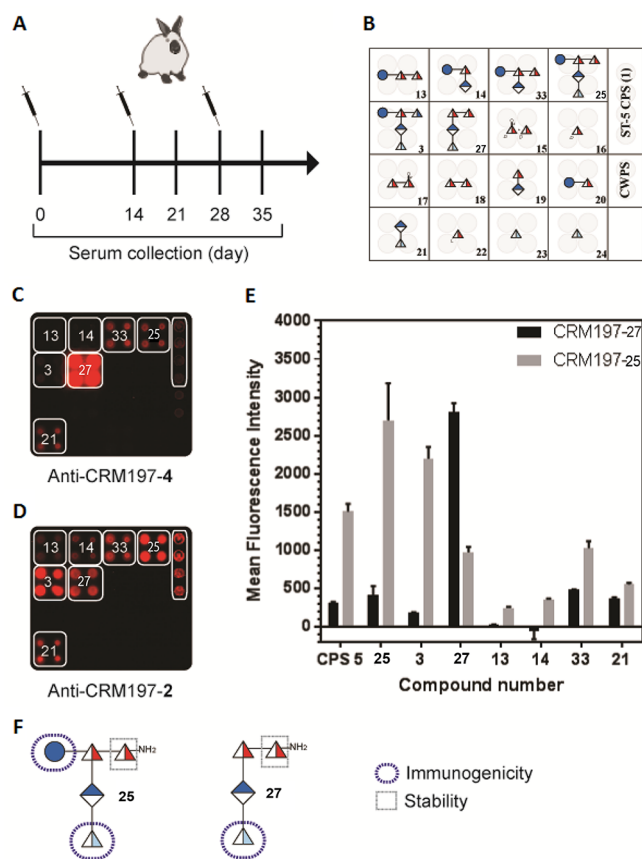 A
0
14
21
28
35
Serum collection (day)
B
13
14
33
25
3
27
15
16
17
18
19
20
21
22
23
24
ST-5 CPS (1)
CWPS
C
13
14
33
25
3
27
21
Anti-CRM197-4
D
13
14
33
25
3
27
21
Anti-CRM197-2
E
4000
3500
3000
2500
2000
1500
1000
500
0
Mean Fluorescence Intensity
CRM197-27
CRM197-25
CPS 5
25
3
27
13
14
33
21
Compound number
F
NH2
25
NH2
27
Immunogenicity
Stability